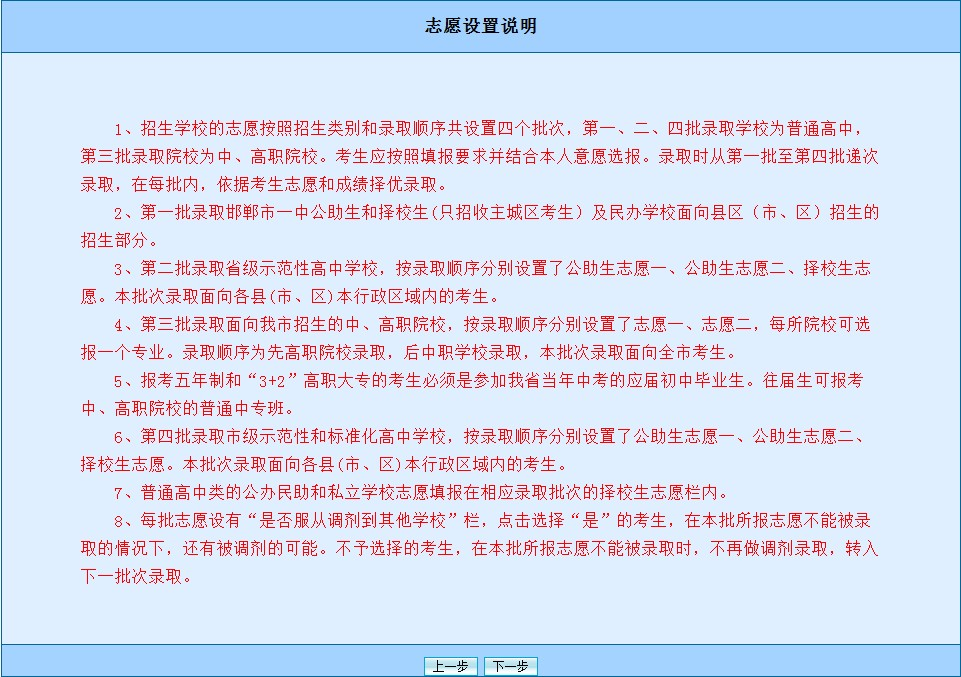 志愿设置说明
1、招生学校的志愿按照招生类别和录取顺序共设置四个批次，第一、二、四批录取学校为普通高中，
第三批录取院校为中、高职院校。考生应按照填报要求并结合本人意愿选报。录取时从第一批至第四批递次
录取，在每批内，依据考生志愿和成绩择优录取。
2、第一批录取邯郸市一中公助生和择校生(只招收主城区考生）及民办学校面向县区（市、区）招生的
招生部分。
3、第二批录取省级示范性高中学校，按录取顺序分别设置了公助生志愿一、公助生志愿二、择校生志
愿。本批次录取面向各县(市、区)本行政区域内的考生。
4、第三批录取面向我市招生的中、高职院校，按录取顺序分别设置了志愿一、志愿二，每所院校可选
报一个专业。录取顺序为先高职院校录取，后中职学校录取，本批次录取面向全市考生。
5、报考五年制和“3+2”高职大专的考生必须是参加我省当年中考的应届初中毕业生。往届生可报考
中、高职院校的普通中专班。
6、第四批录取市级示范性和标准化高中学校，按录取顺序分别设置了公助生志愿一、公助生志愿二、
择校生志愿。本批次录取面向各县(市、区)本行政区域内的考生。
7、普通高中类的公办民助和私立学校志愿填报在相应录取批次的择校生志愿栏内。
8、每批志愿设有“是否服从调剂到其他学校”栏，点击选择“是”的考生，在本批所报志愿不能被录
取的情况下，还有被调剂的可能。不予选择的考生，在本批所报志愿不能被录取时，不再做调剂录取，转入
下一批次录取。
上一步 下一步